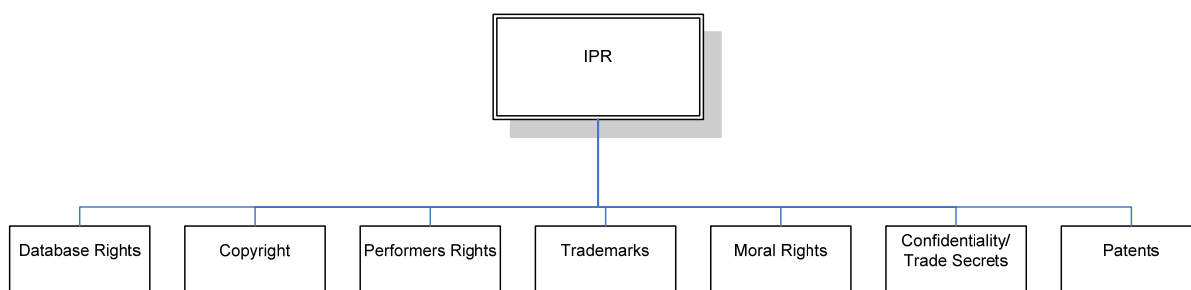 IPR
Database Rights
Copyright
Performers Rights
Trademarks
Moral Rights
Confidentiality/
Trade Secrets
Patents